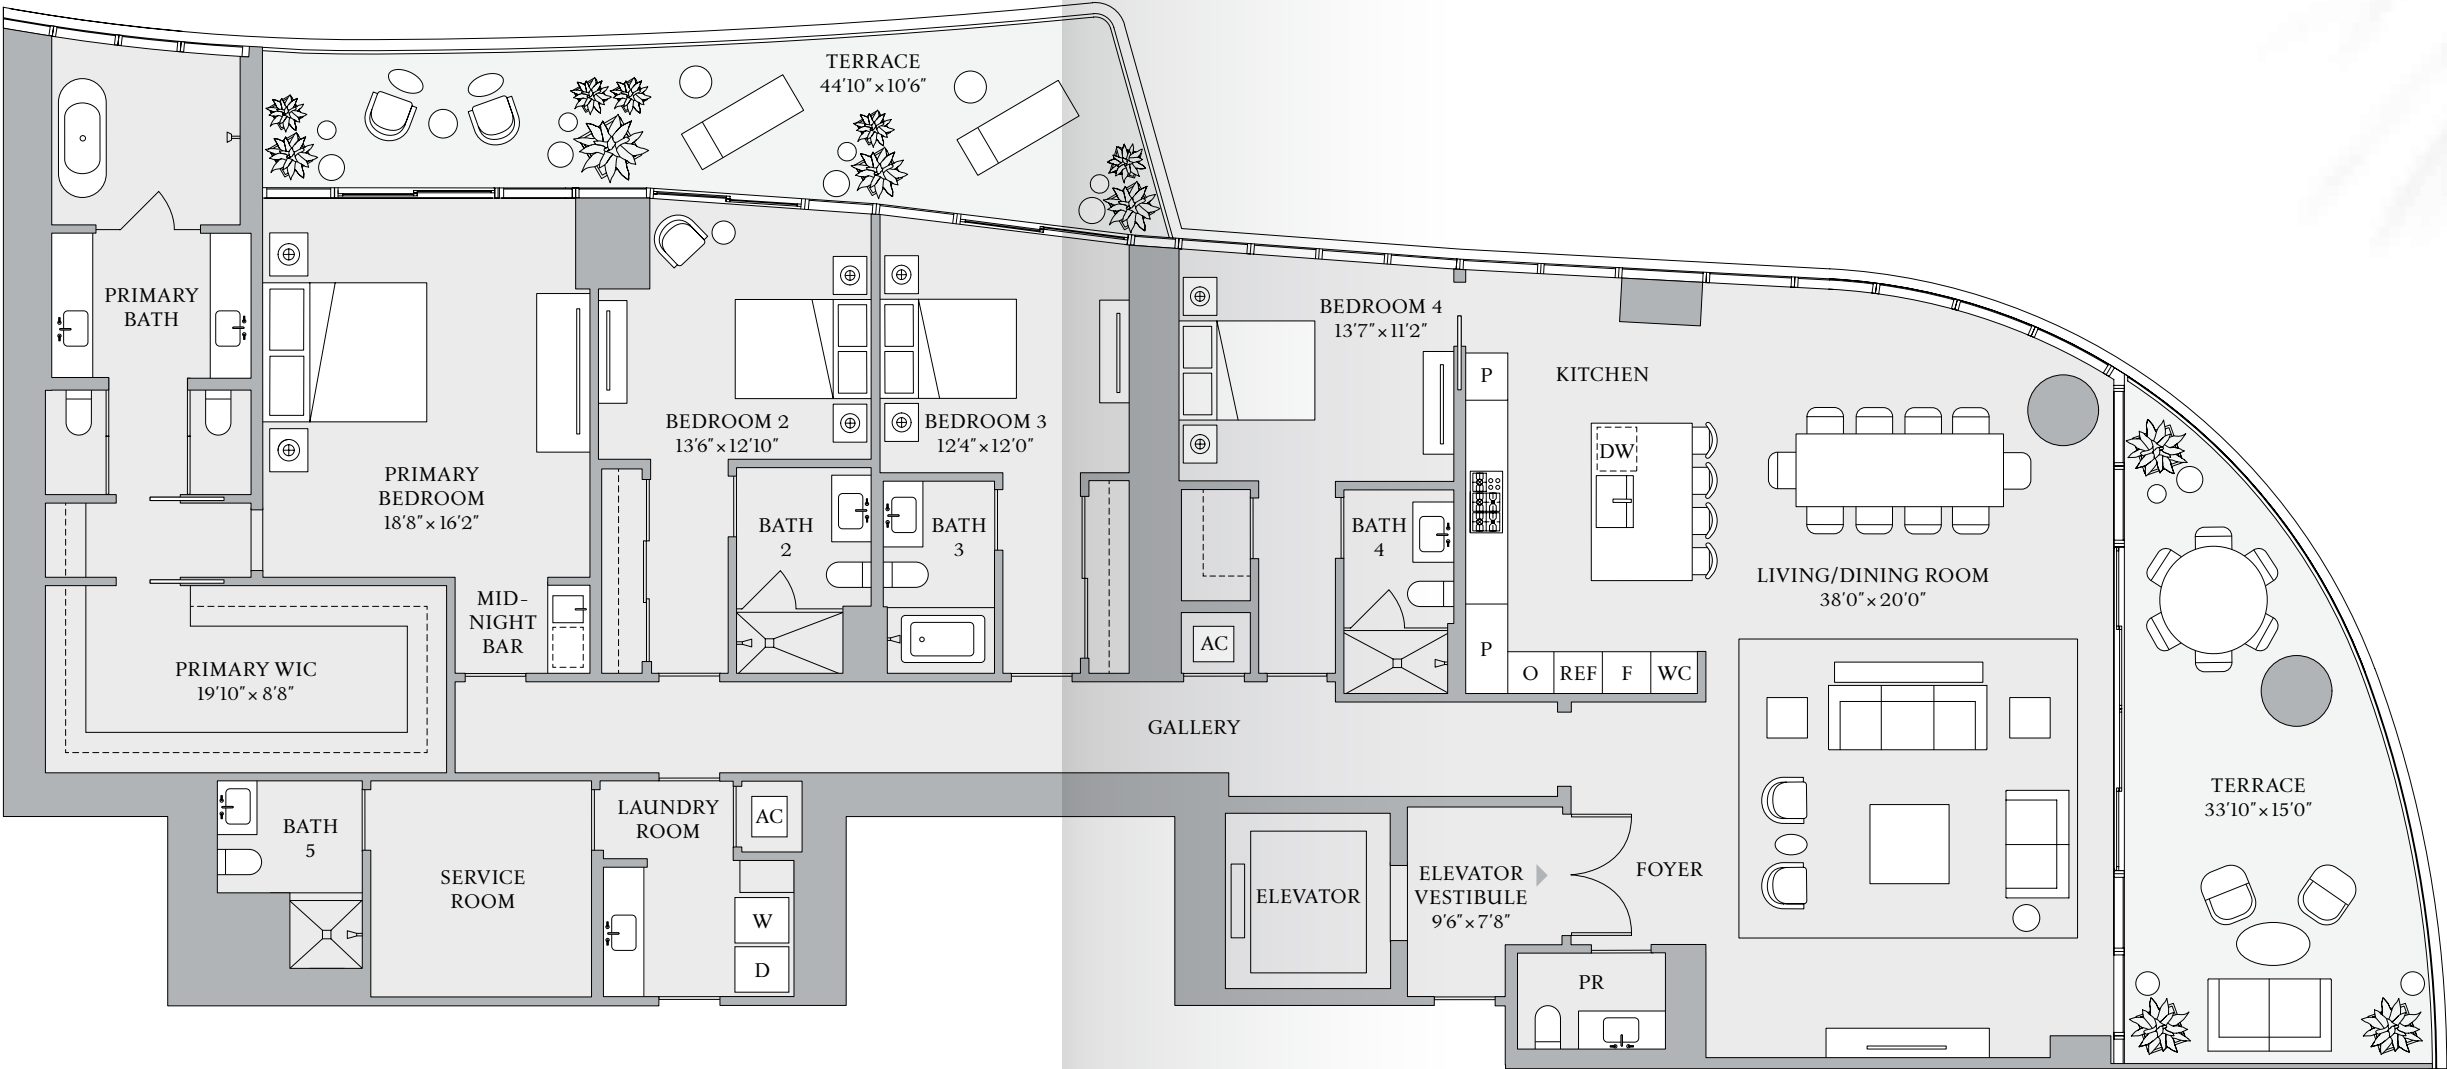 TERRACE
44'10"×10'6"
PRIMARY
BATH
BEDROOM 4
13'7"×11'2"
P
KITCHEN
BEDROOM 2
13'6"×12'10"
BEDROOM 3
12'4"×12'0"
DW
PRIMARY
BEDROOM
18'8"×16'2"
BATH
2
BATH
3
BATH
4
LIVING/DINING ROOM
38'0"×20'0"
MID-
NIGHT
BAR
AC
P
O
REF
F
WC
PRIMARY WIC
19'10"×8'8"
GALLERY
TERRACE
33'10"×15'0"
LAUNDRY
ROOM
AC
BATH
5
SERVICE
ROOM
W
D
ELEVATOR
ELEVATOR
VESTIBULE
9'6"×7'8"
FOYER
PR